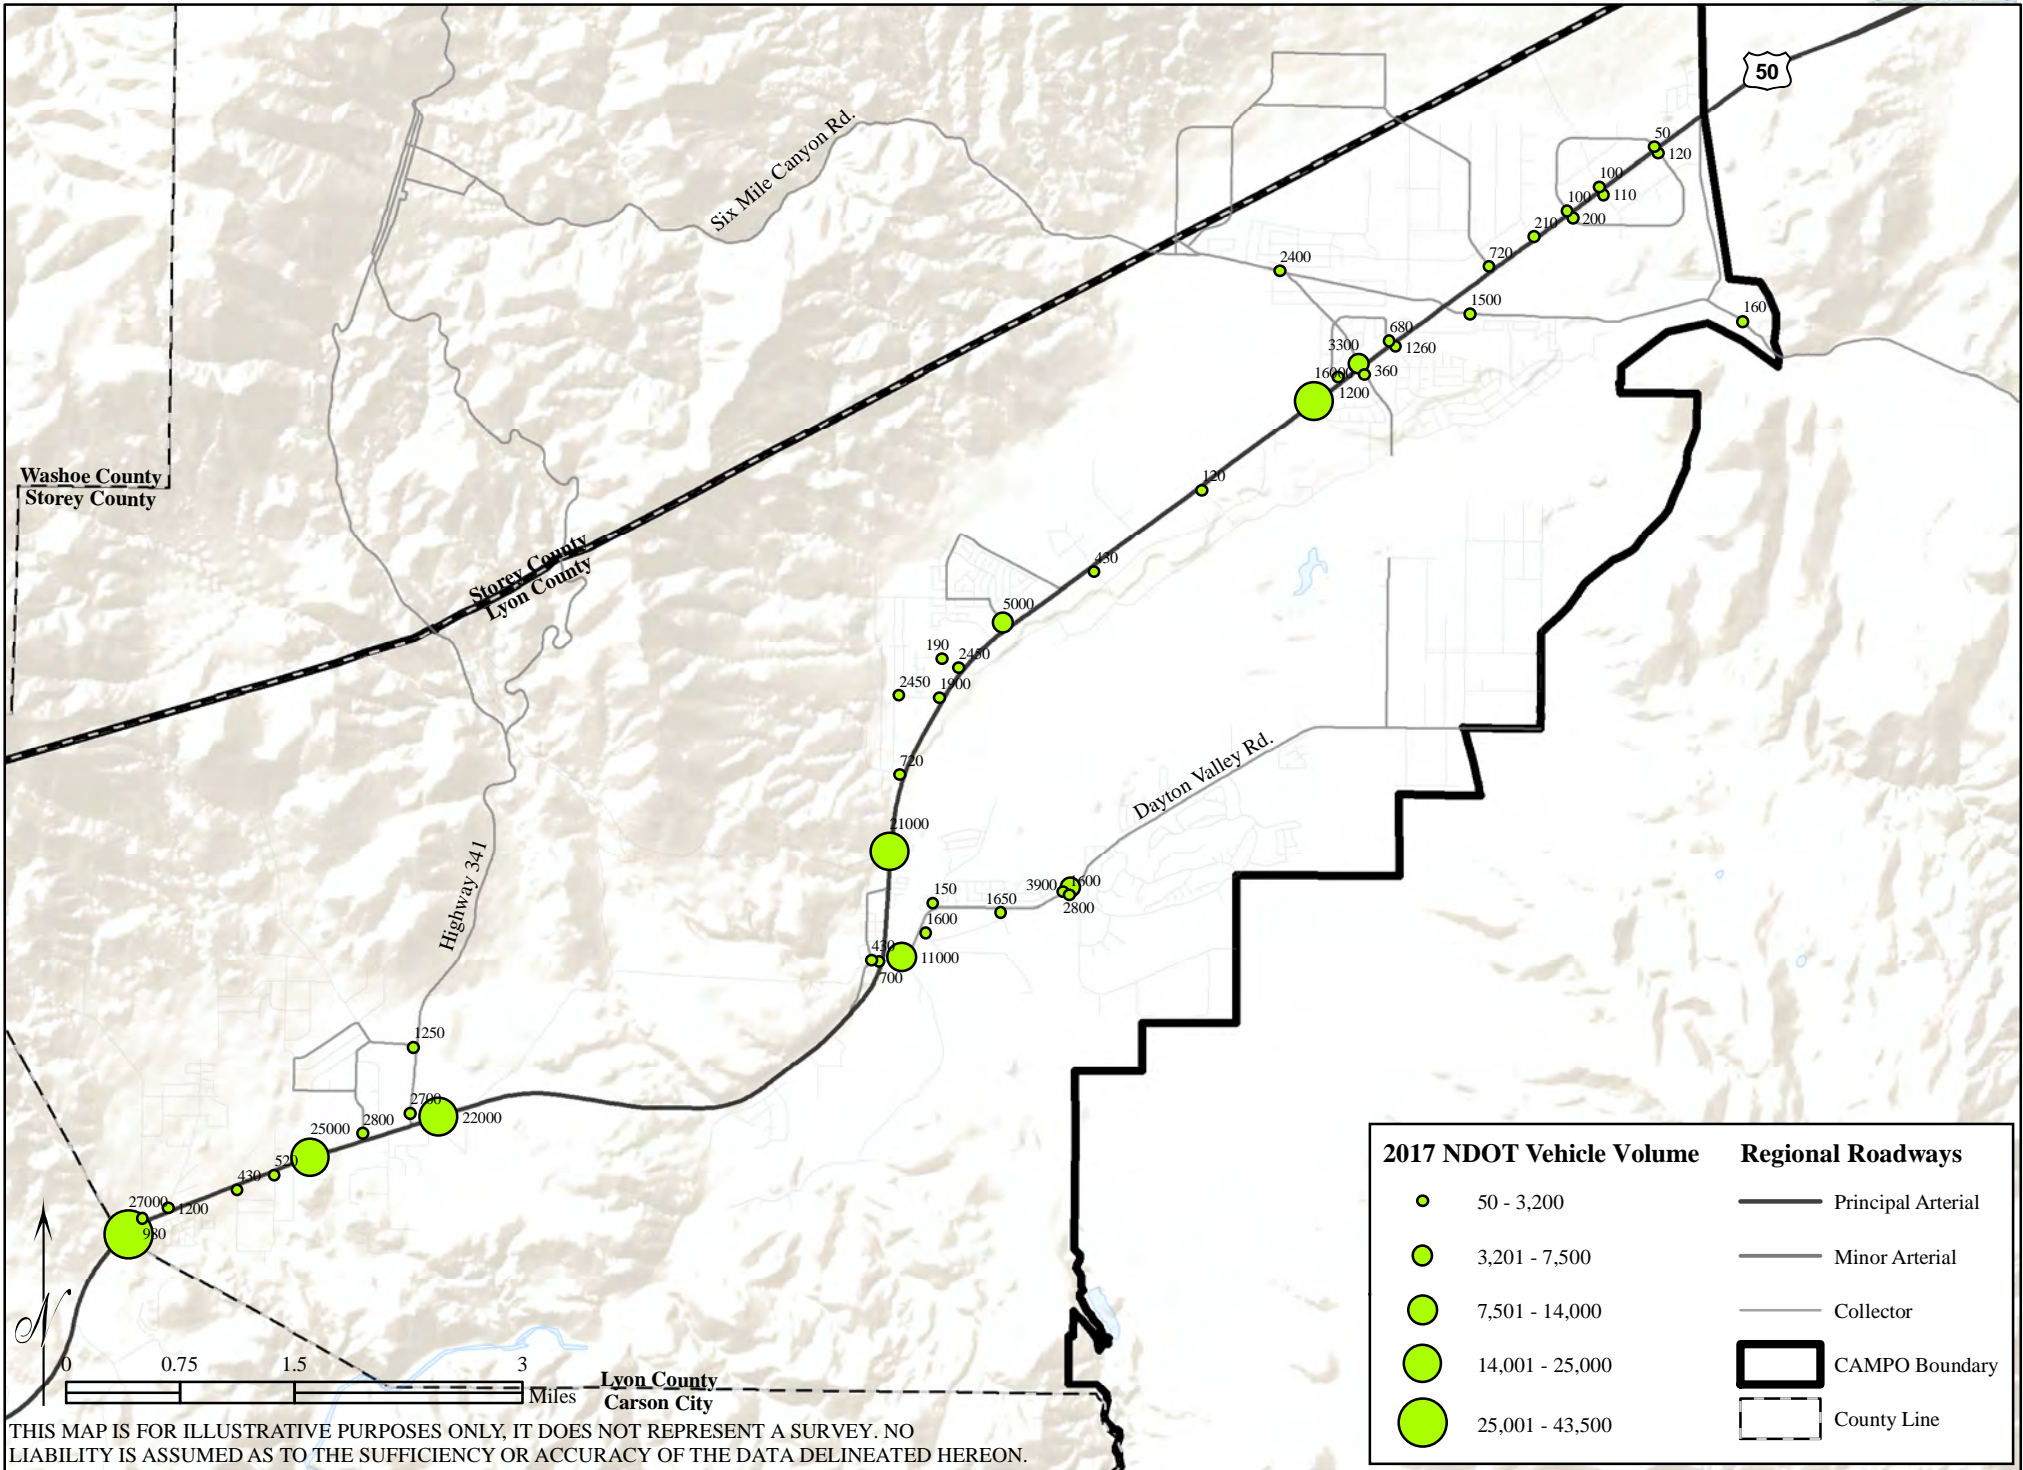 50
50
120
100
110
100
200
210
720
2400
1500
160
680
1260
3300
360
16000
1200
Six Mile Canyon Rd.
Washoe County
Storey County
Storey County
Lyon County
120
430
5000
190
2450
2450
1900
720
Dayton Valley Rd.
21000
Highway 341
150
1650
3900
1600
2800
1600
430
11000
700
1250
2700
22000
2800
25000
520
430
27000
1200
980
N
0
0.75
1.5
3
Miles
Lyon County
Carson City
2017 NDOT Vehicle Volume
50 - 3,200
3,201 - 7,500
7,501 - 14,000
14,001 - 25,000
25,001 - 43,500
Regional Roadways
Principal Arterial
Minor Arterial
Collector
CAMPO Boundary
County Line
THIS MAP IS FOR ILLUSTRATIVE PURPOSES ONLY, IT DOES NOT REPRESENT A SURVEY. NO
LIABILITY IS ASSUMED AS TO THE SUFFICIENCY OR ACCURACY OF THE DATA DELINEATED HEREON.